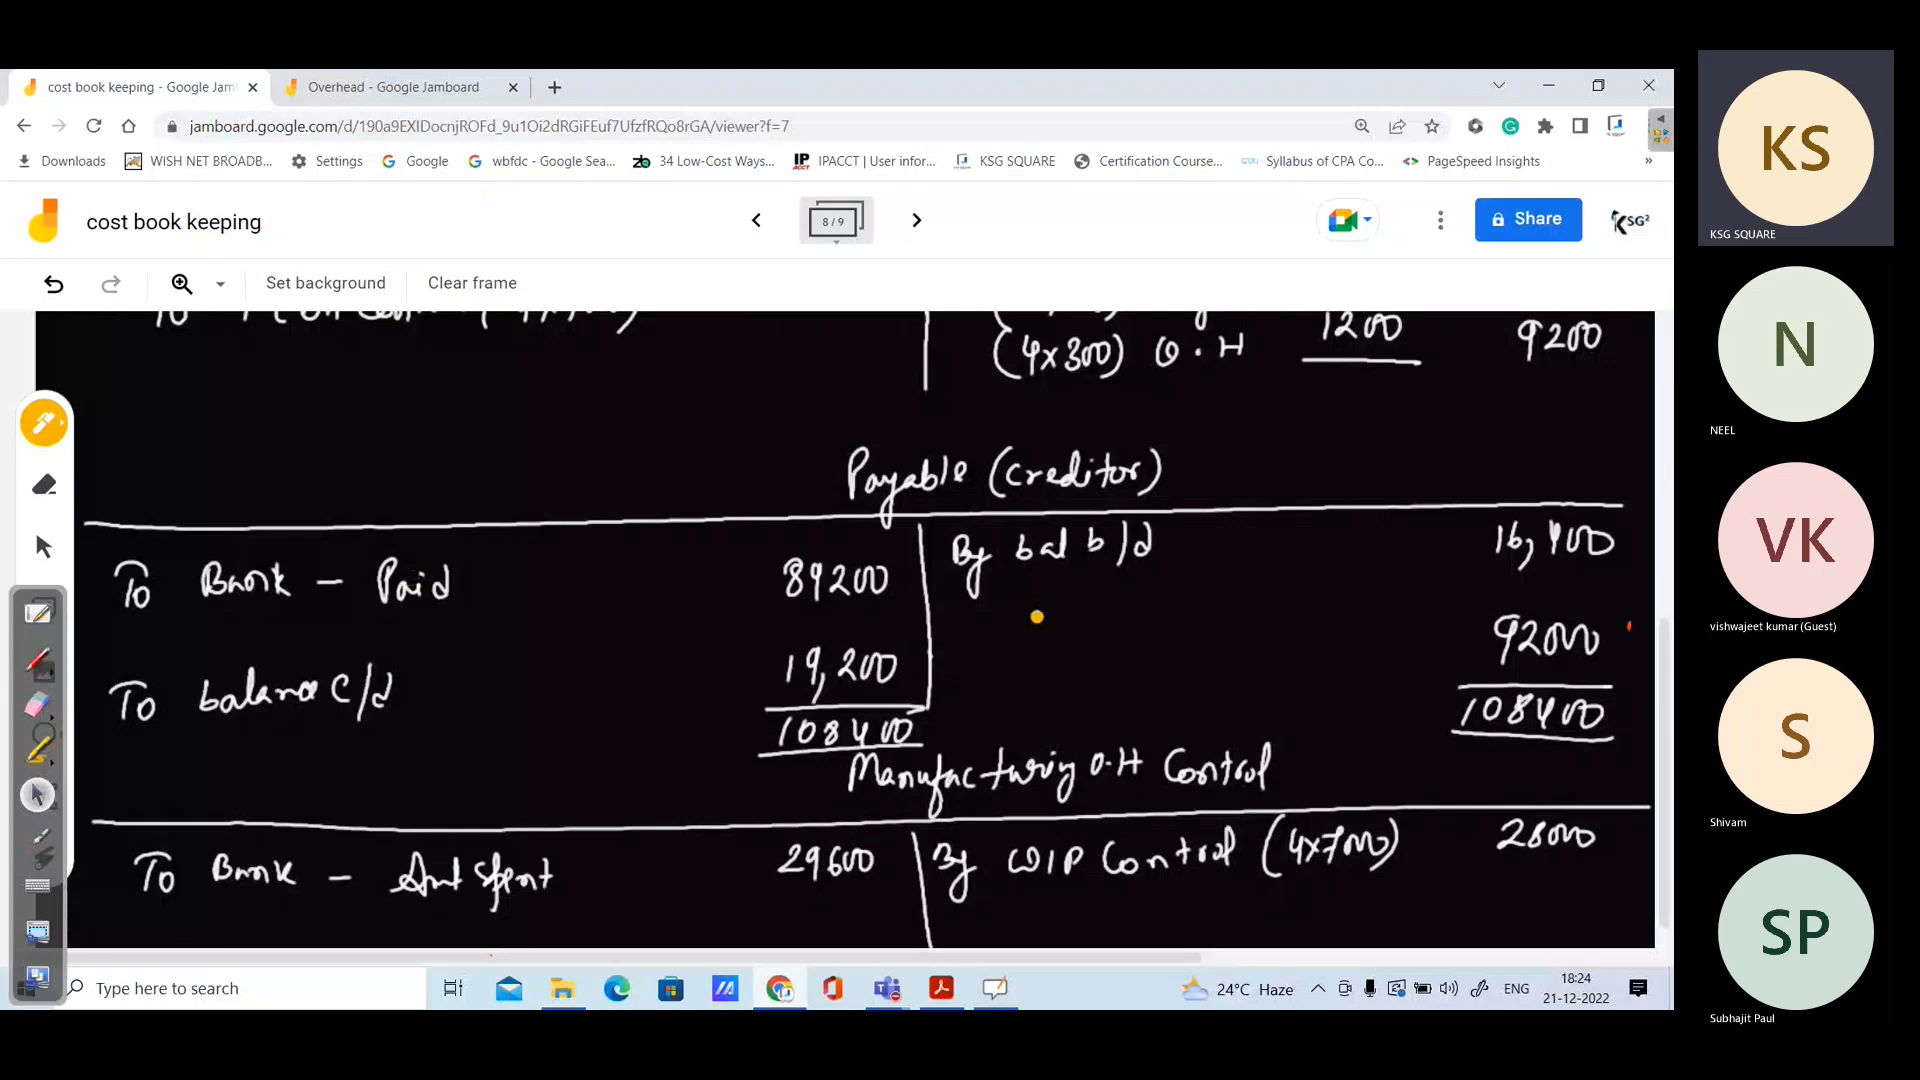 cost book keeping - Google Jam
Overhead - Google Jamboard
jamboard.google.com/d/190a9EXIDocnjROFd_9u1Oi2dRGiFEuf7UfzfRQo8rGA/viewer?f=7
Downloads WISH NET BROADB... Settings Google wbfdc - Google Sea... 34 Low-Cost Ways... IPACCT | User infor... KSG SQUARE Certification Course... Syllabus of CPA Co... PageSpeed Insights »
cost book keeping
8 / 9
Share
KSG²
Set background
Clear frame
1200 9200
(4x300) O.H
Payable (Creditor)
To Bank - Paid 89200 By bal b/d 16,400
92000
To balance c/d 19,200
108400 108400
Manufacturing O.H Control
To Bank - Amt Spent 29600 By WIP Control (4x7000) 28000
Type here to search
24°C Haze
ENG
18:24
21-12-2022
KS
KSG SQUARE
N
NEEL
VK
vishwajeet kumar (Guest)
S
Shivam
SP
Subhajit Paul